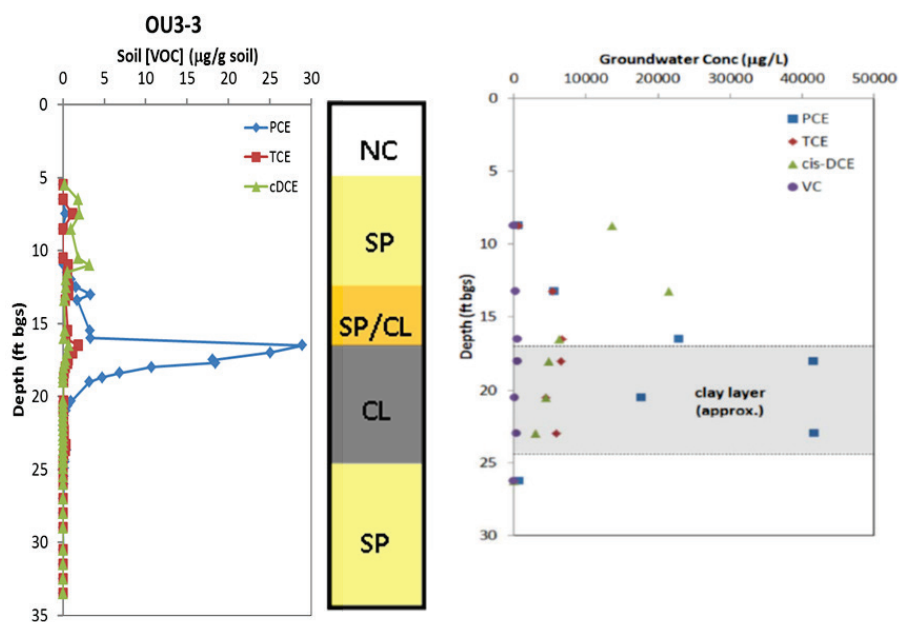 OU3-3
Soil [VOC] (µg/g soil)
0 5 10 15 20 25 30
0
5
10
15
20
25
30
35
Depth (ft bgs)
PCE
TCE
cDCE
NC
SP
SP/CL
CL
SP
Groundwater Conc (µg/L)
0 10000 20000 30000 40000 50000
0
5
10
15
20
25
30
Depth (ft bgs)
PCE
TCE
cis-DCE
VC
clay layer
(approx.)